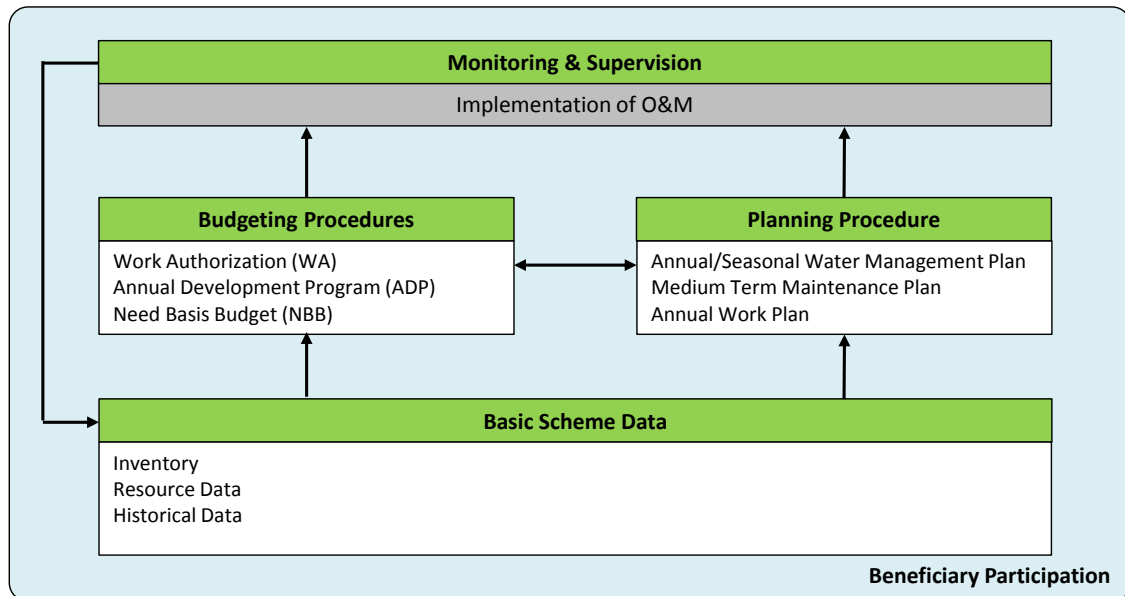 Monitoring & Supervision
Implementation of O&M
Budgeting Procedures
Work Authorization (WA)
Annual Development Program (ADP)
Need Basis Budget (NBB)
Planning Procedure
Annual/Seasonal Water Management Plan
Medium Term Maintenance Plan
Annual Work Plan
Basic Scheme Data
Inventory
Resource Data
Historical Data
Beneficiary Participation